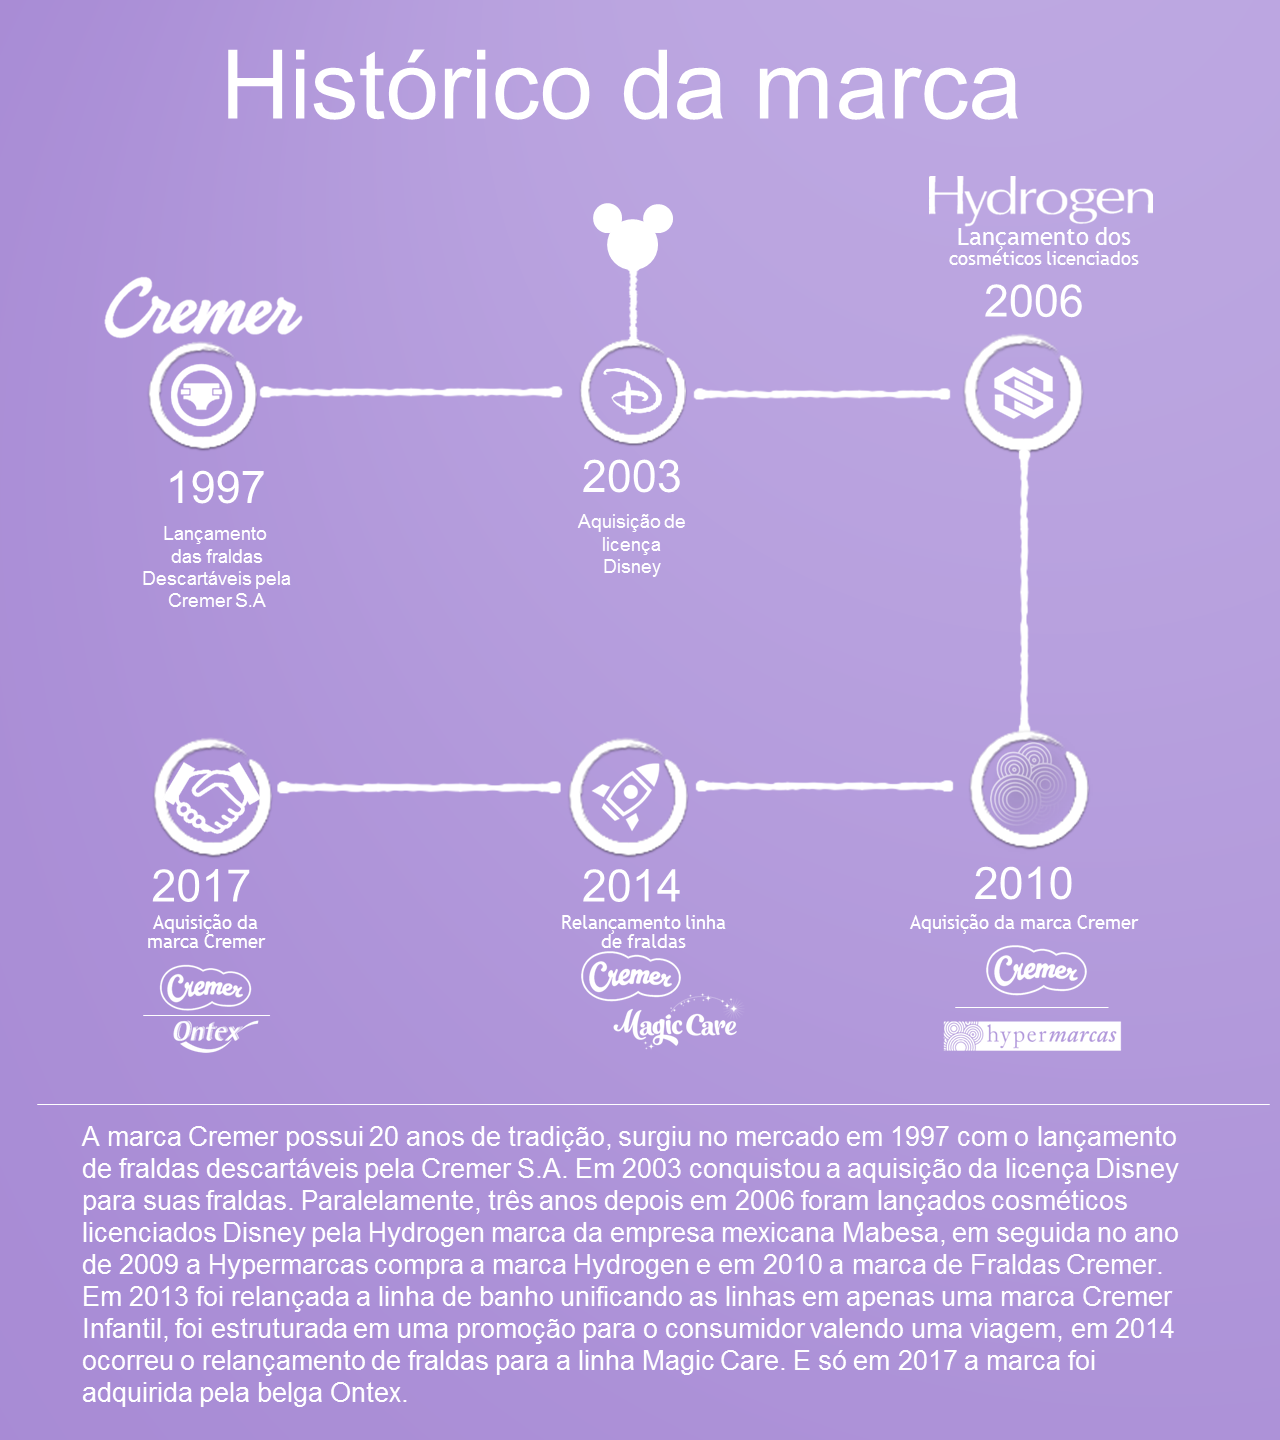 Histórico da marca
Hydrogen
Lançamento dos
cosméticos licenciados
2006
Cremer
1997
Lançamento
das fraldas
Descartáveis pela
Cremer S.A
2003
Aquisição de
licença
Disney
2017
Aquisição da
marca Cremer
Cremer
Ontex
2014
Relançamento linha
de fraldas
Cremer
Magic Care
2010
Aquisição da marca Cremer
Cremer
hypermarcas
A marca Cremer possui 20 anos de tradição, surgiu no mercado em 1997 com o lançamento
de fraldas descartáveis pela Cremer S.A. Em 2003 conquistou a aquisição da licença Disney
para suas fraldas. Paralelamente, três anos depois em 2006 foram lançados cosméticos
licenciados Disney pela Hydrogen marca da empresa mexicana Mabesa, em seguida no ano
de 2009 a Hypermarcas compra a marca Hydrogen e em 2010 a marca de Fraldas Cremer.
Em 2013 foi relançada a linha de banho unificando as linhas em apenas uma marca Cremer
Infantil, foi estruturada em uma promoção para o consumidor valendo uma viagem, em 2014
ocorreu o relançamento de fraldas para a linha Magic Care. E só em 2017 a marca foi
adquirida pela belga Ontex.